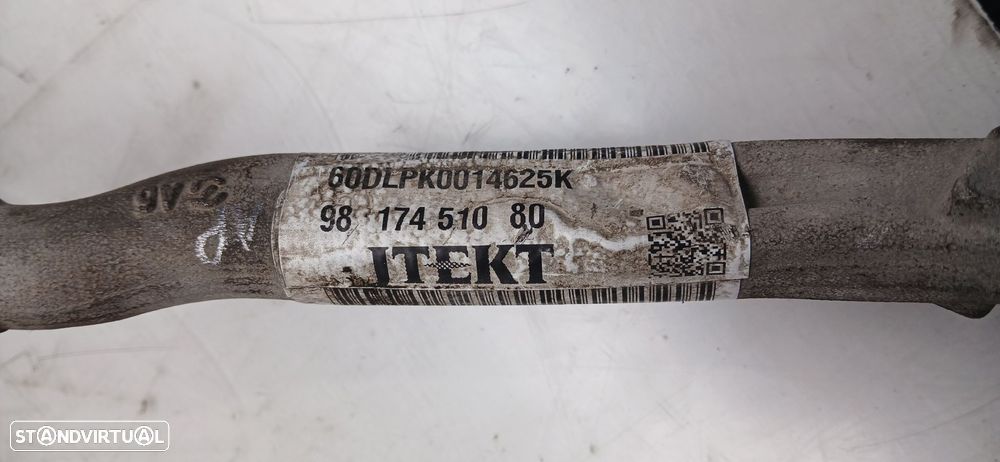 60DLPK0014625K
98 174 510 80
JTEKT
STANDVIRTUAL